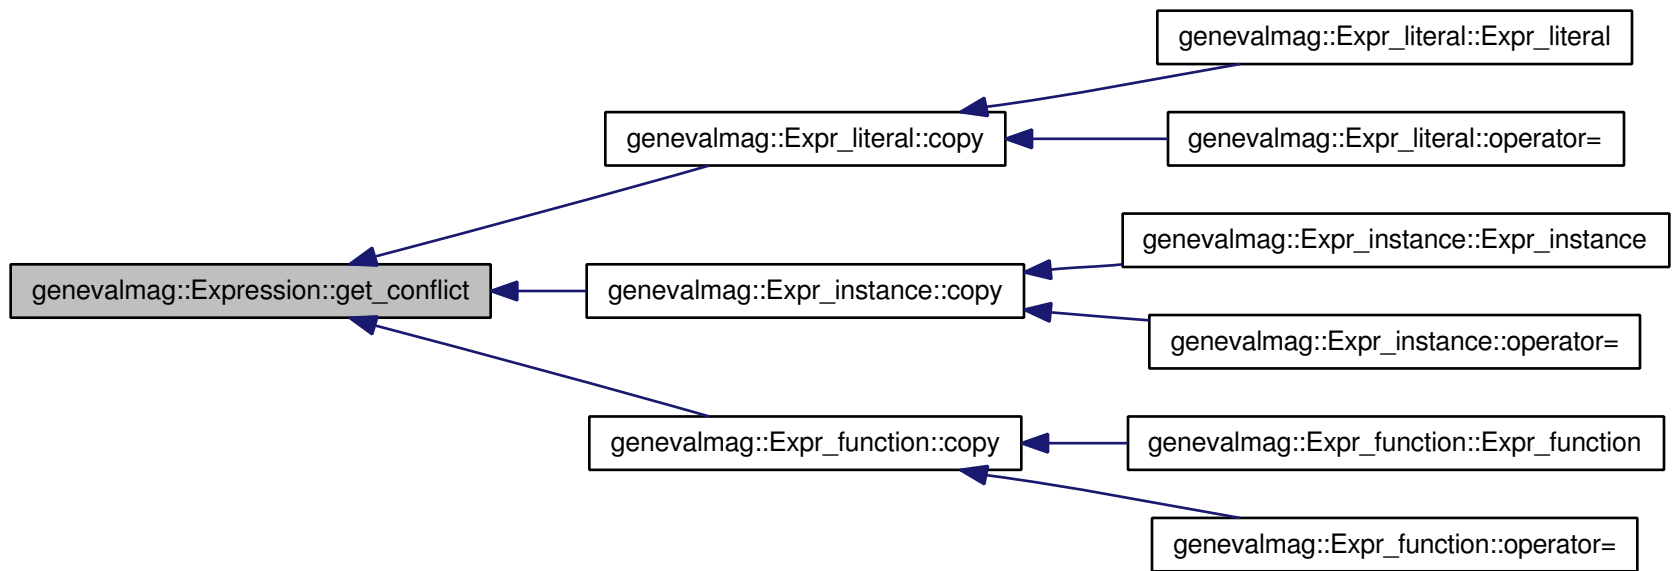 genevalmag::Expr_literal::Expr_literal
genevalmag::Expr_literal::copy
genevalmag::Expr_literal::operator=
genevalmag::Expr_instance::Expr_instance
genevalmag::Expression::get_conflict
genevalmag::Expr_instance::copy
genevalmag::Expr_instance::operator=
genevalmag::Expr_function::copy
genevalmag::Expr_function::Expr_function
genevalmag::Expr_function::operator=